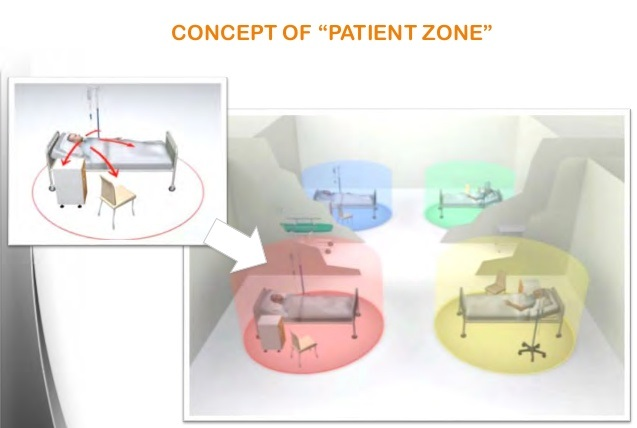 CONCEPT OF “PATIENT ZONE”